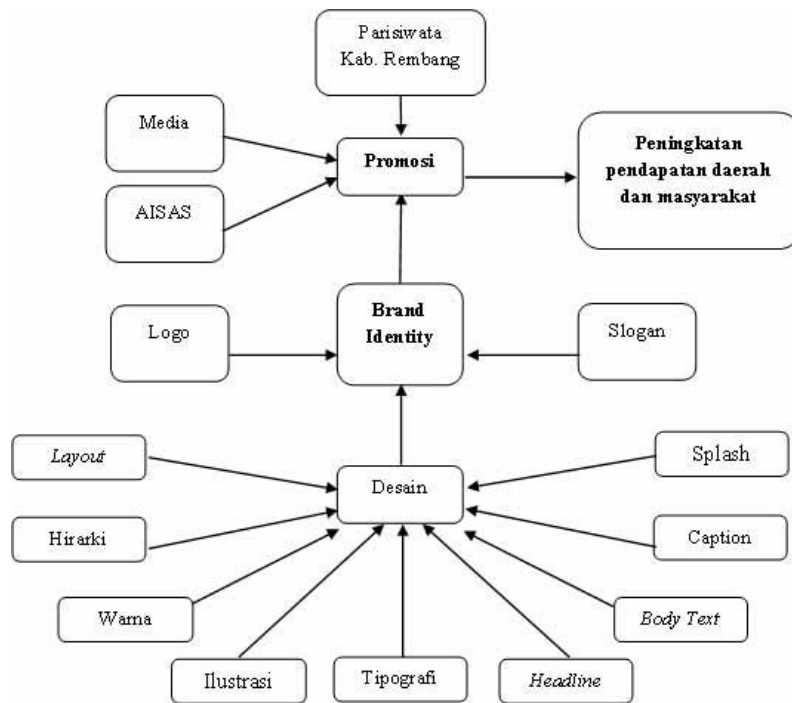 Parisiwata
Kab. Rembang
Media
Promosi
Peningkatan
pendapatan daerah
dan masyarakat
AISAS
Logo
Brand
Identity
Slogan
Layout
Desain
Splash
Hirarki
Caption
Warna
Body Text
Ilustrasi
Tipografi
Headline